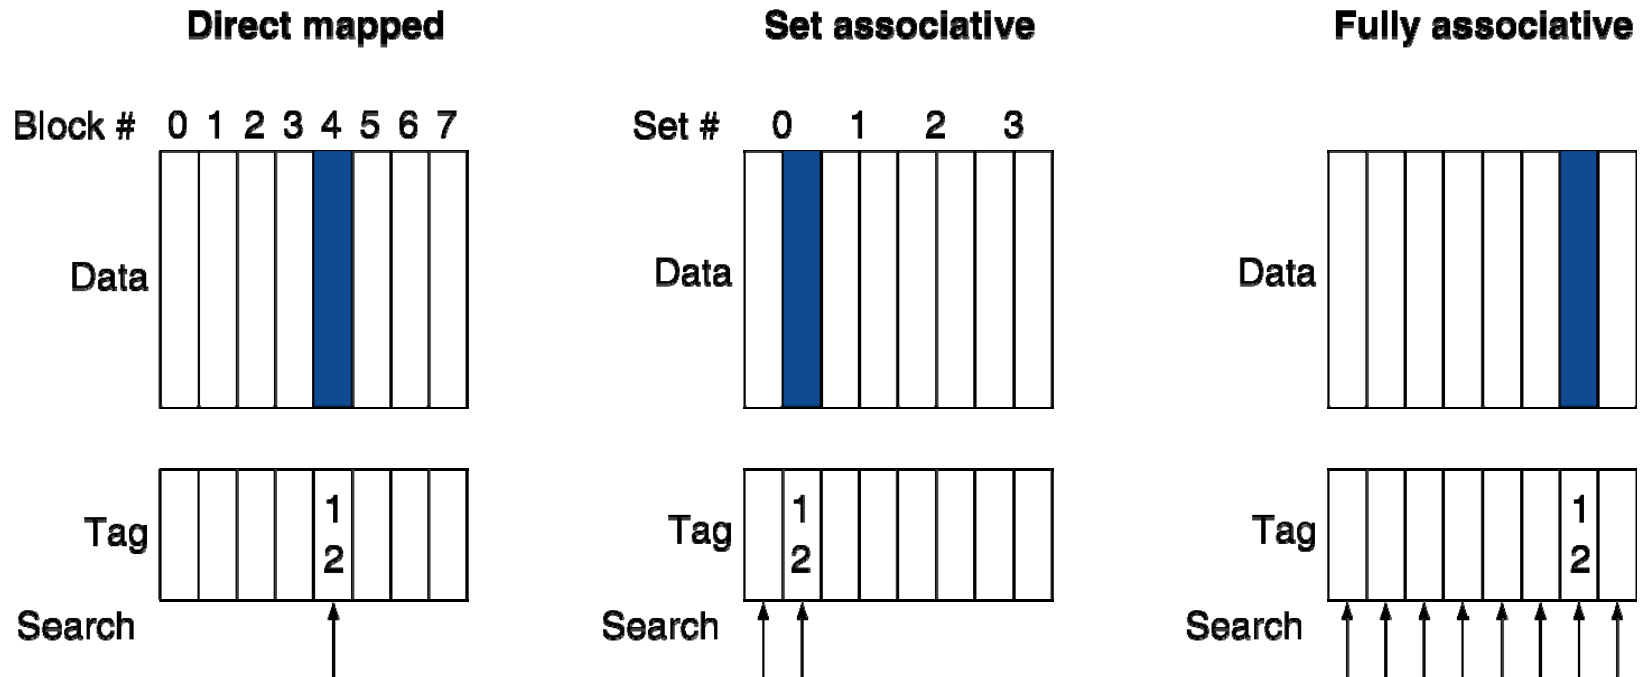 Direct mapped
Set associative
Fully associative
Block # 0 1 2 3 4 5 6 7
Set # 0 1 2 3
Data
Data
Data
Tag
1
2
Tag
1
2
Tag
1
2
Search
Search
Search